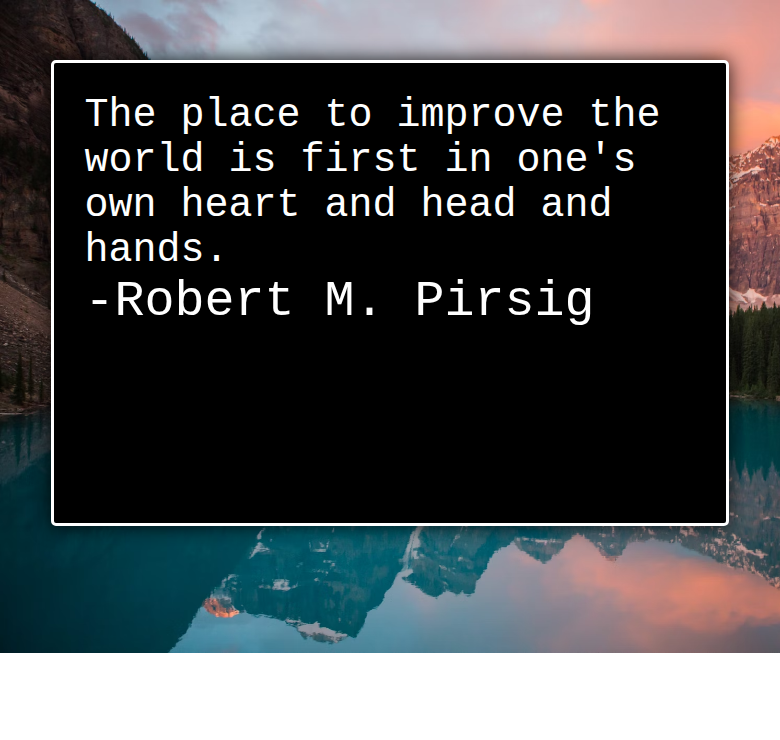 The place to improve the
world is first in one's
own heart and head and
hands.
-Robert M. Pirsig